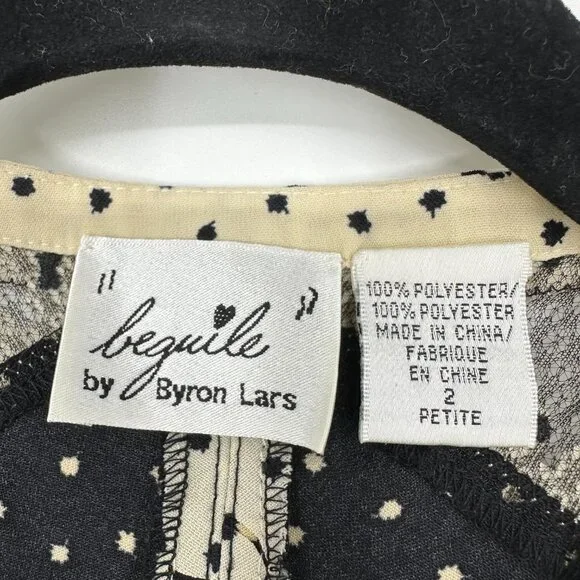 "beguile"
by Byron Lars
100% POLYESTER/
100% POLYESTER
MADE IN CHINA/
FABRIQUE
EN CHINE
2
PETITE